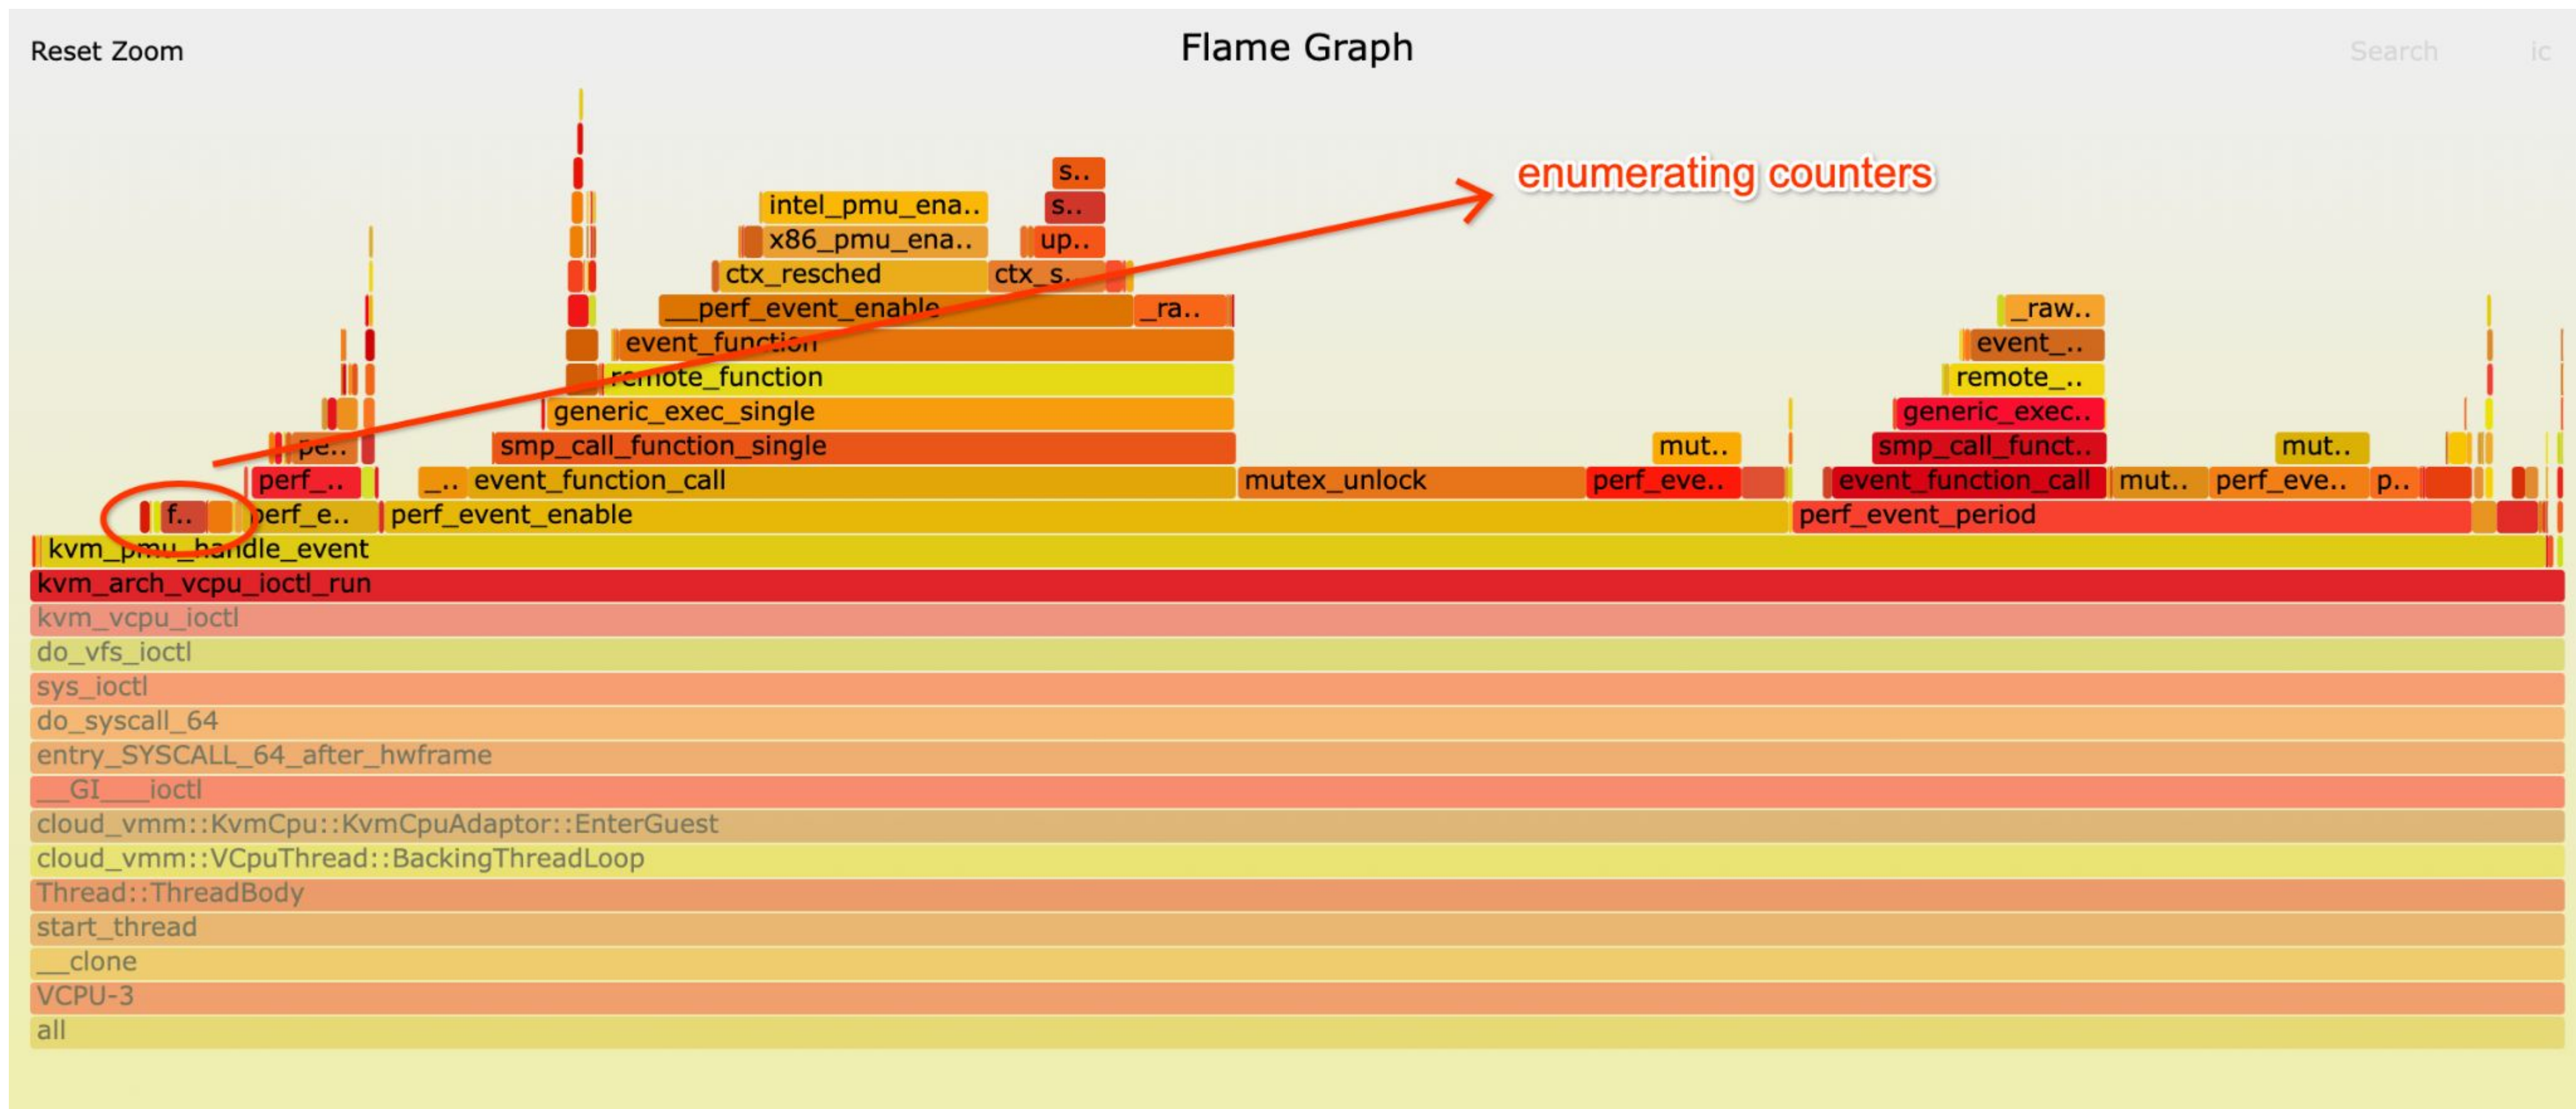 Reset Zoom Flame Graph Search ic
enumerating counters
s..
intel_pmu_ena.. s..
x86_pmu_ena.. up..
ctx_resched ctx_s..
__perf_event_enable _ra.. _raw..
event_function event_..
remote_function remote_..
generic_exec_single generic_exec..
pe.. smp_call_function_single mut.. smp_call_funct.. mut..
perf_.. _.. event_function_call mutex_unlock perf_eve.. event_function_call mut.. perf_eve.. p..
f.. perf_e.. perf_event_enable perf_event_period
kvm_pmu_handle_event
kvm_arch_vcpu_ioctl_run
kvm_vcpu_ioctl
do_vfs_ioctl
sys_ioctl
do_syscall_64
entry_SYSCALL_64_after_hwframe
__GI___ioctl
cloud_vmm::KvmCpu::KvmCpuAdaptor::EnterGuest
cloud_vmm::VCpuThread::BackingThreadLoop
Thread::ThreadBody
start_thread
__clone
VCPU-3
all